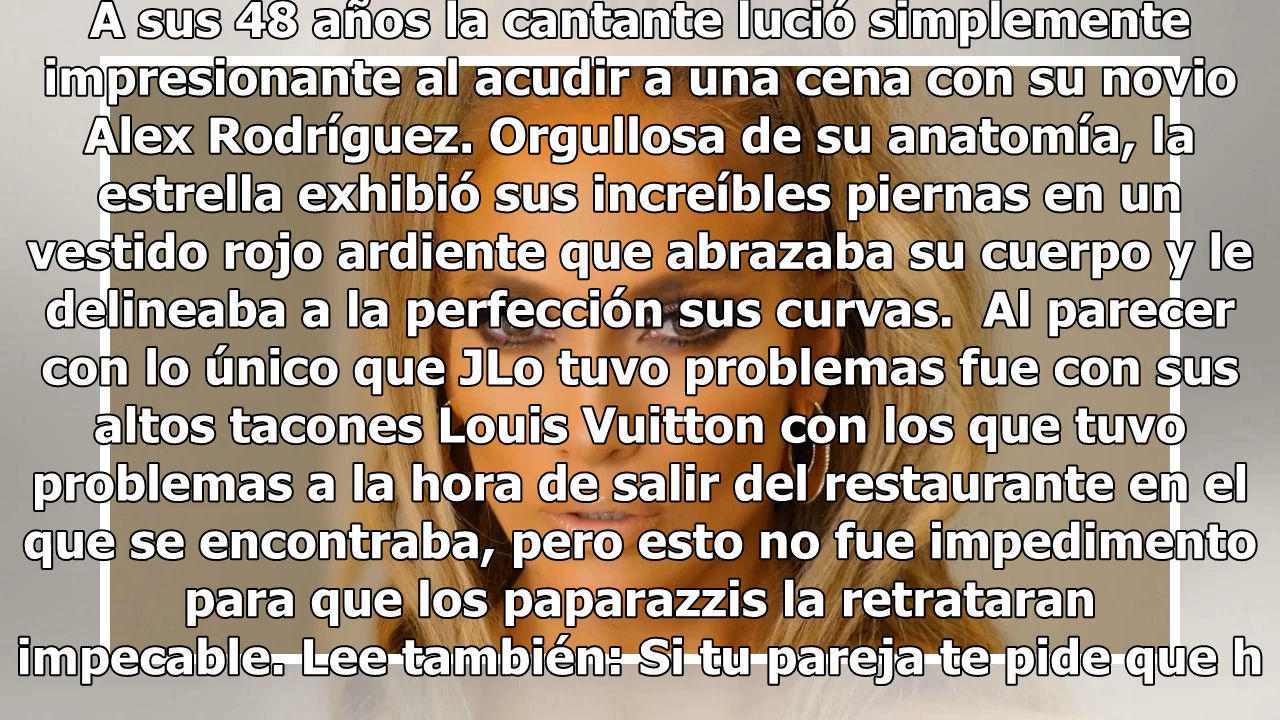 A sus 48 años la cantante lució simplemente
impresionante al acudir a una cena con su novio
Alex Rodríguez. Orgullosa de su anatomía, la
estrella exhibió sus increíbles piernas en un
vestido rojo ardiente que abrazaba su cuerpo y le
delineaba a la perfección sus curvas.  Al parecer
con lo único que JLo tuvo problemas fue con sus
altos tacones Louis Vuitton con los que tuvo
problemas a la hora de salir del restaurante en el
que se encontraba, pero esto no fue impedimento
para que los paparazzis la retrataran
impecable. Lee también: Si tu pareja te pide que h